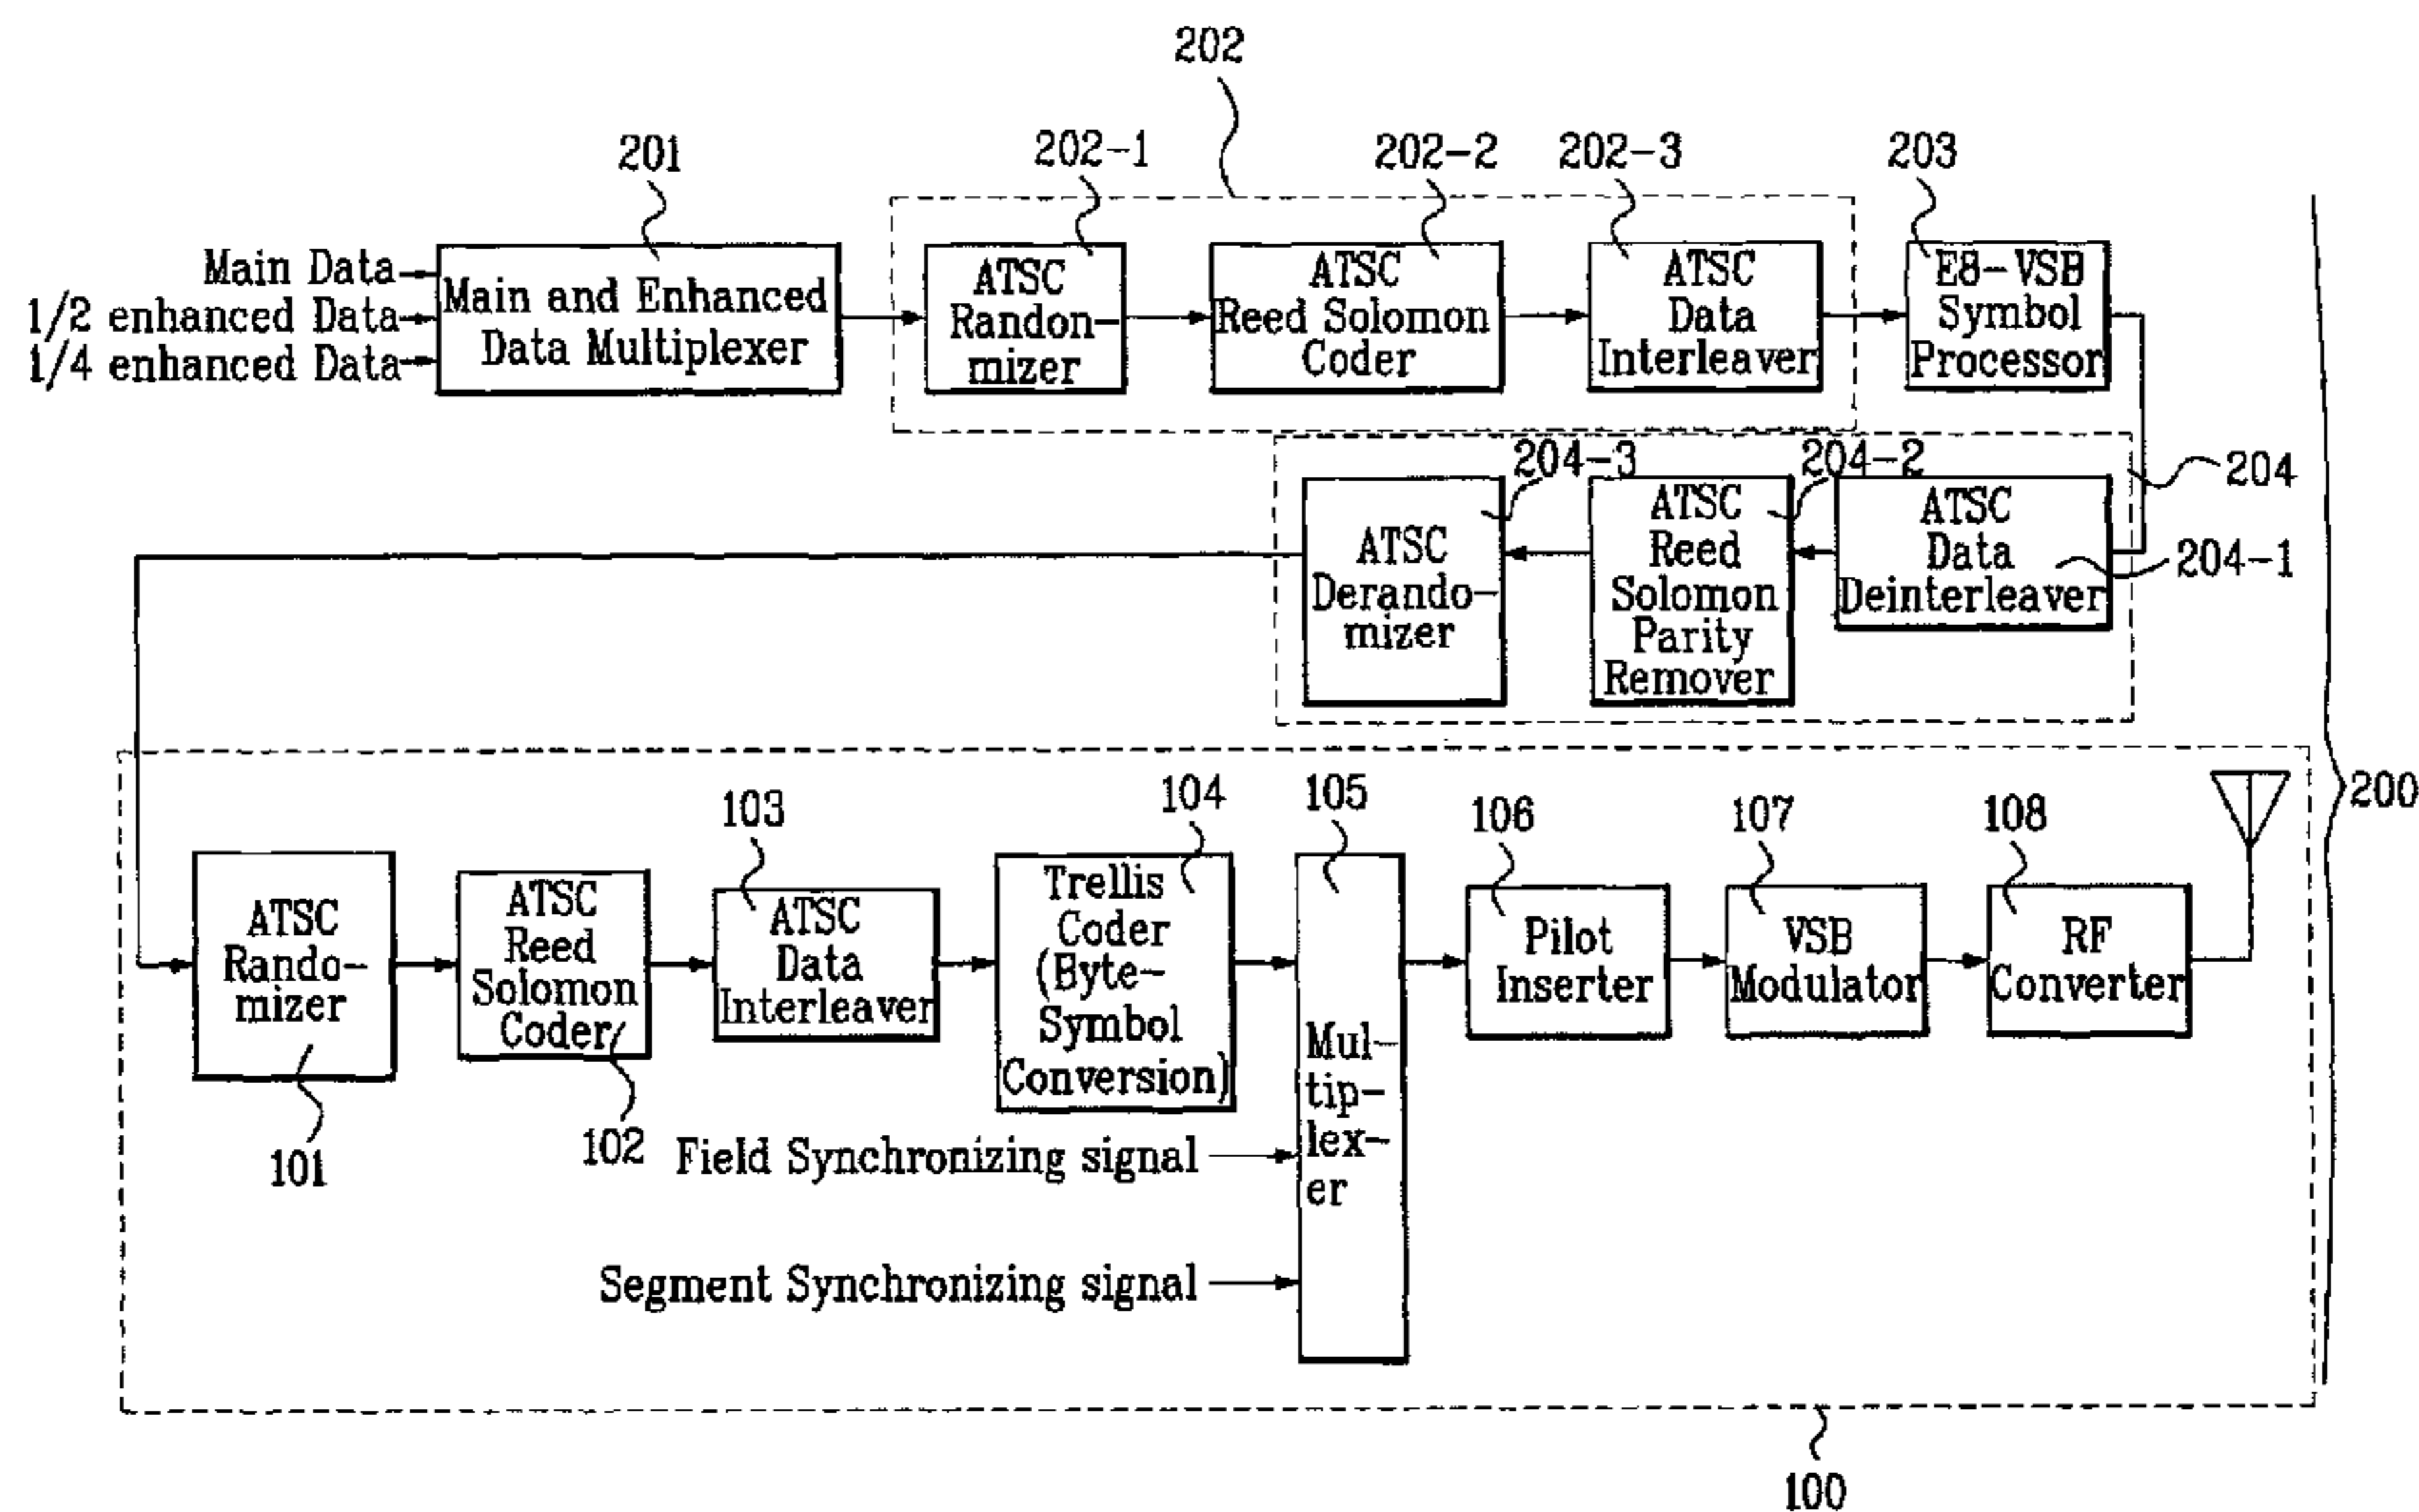 202
201
202-1
202-2
202-3
203
Main Data
1/2 enhanced Data
1/4 enhanced Data
Main and Enhanced
Data Multiplexer
ATSC
Randon-
mizer
ATSC
Reed Solomon
Coder
ATSC
Data
Interleaver
E8-VSB
Symbol
Processor
204-3
204-2
204
204-1
ATSC
Derando-
mizer
ATSC
Reed
Solomon
Parity
Remover
ATSC
Data
Deinterleaver
200
103
104
105
106
107
108
ATSC
Rando-
mizer
ATSC
Reed
Solomon
Coder
ATSC
Data
Interleaver
Trellis
Coder
(Byte-
Symbol
Conversion)
Mul-
tip-
lex-
er
Pilot
Inserter
VSB
Modulator
RF
Converter
101
102
Field Synchronizing signal
Segment Synchronizing signal
100